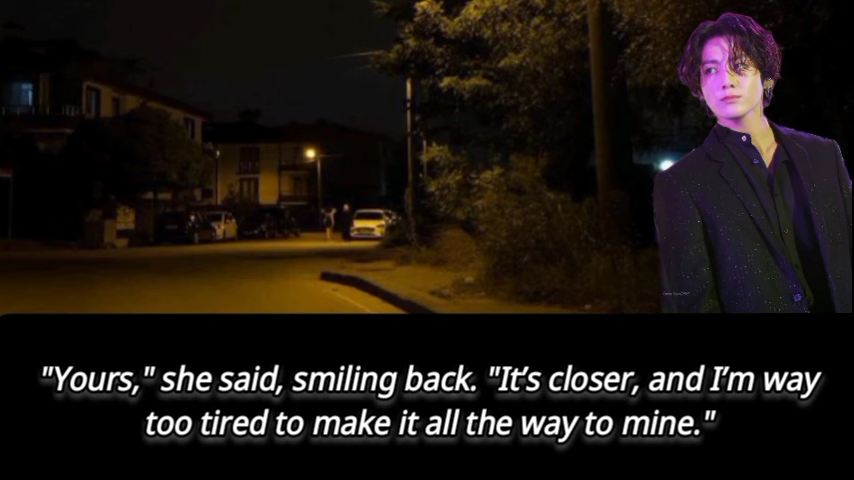 "Yours," she said, smiling back. "It’s closer, and I’m way
too tired to make it all the way to mine."